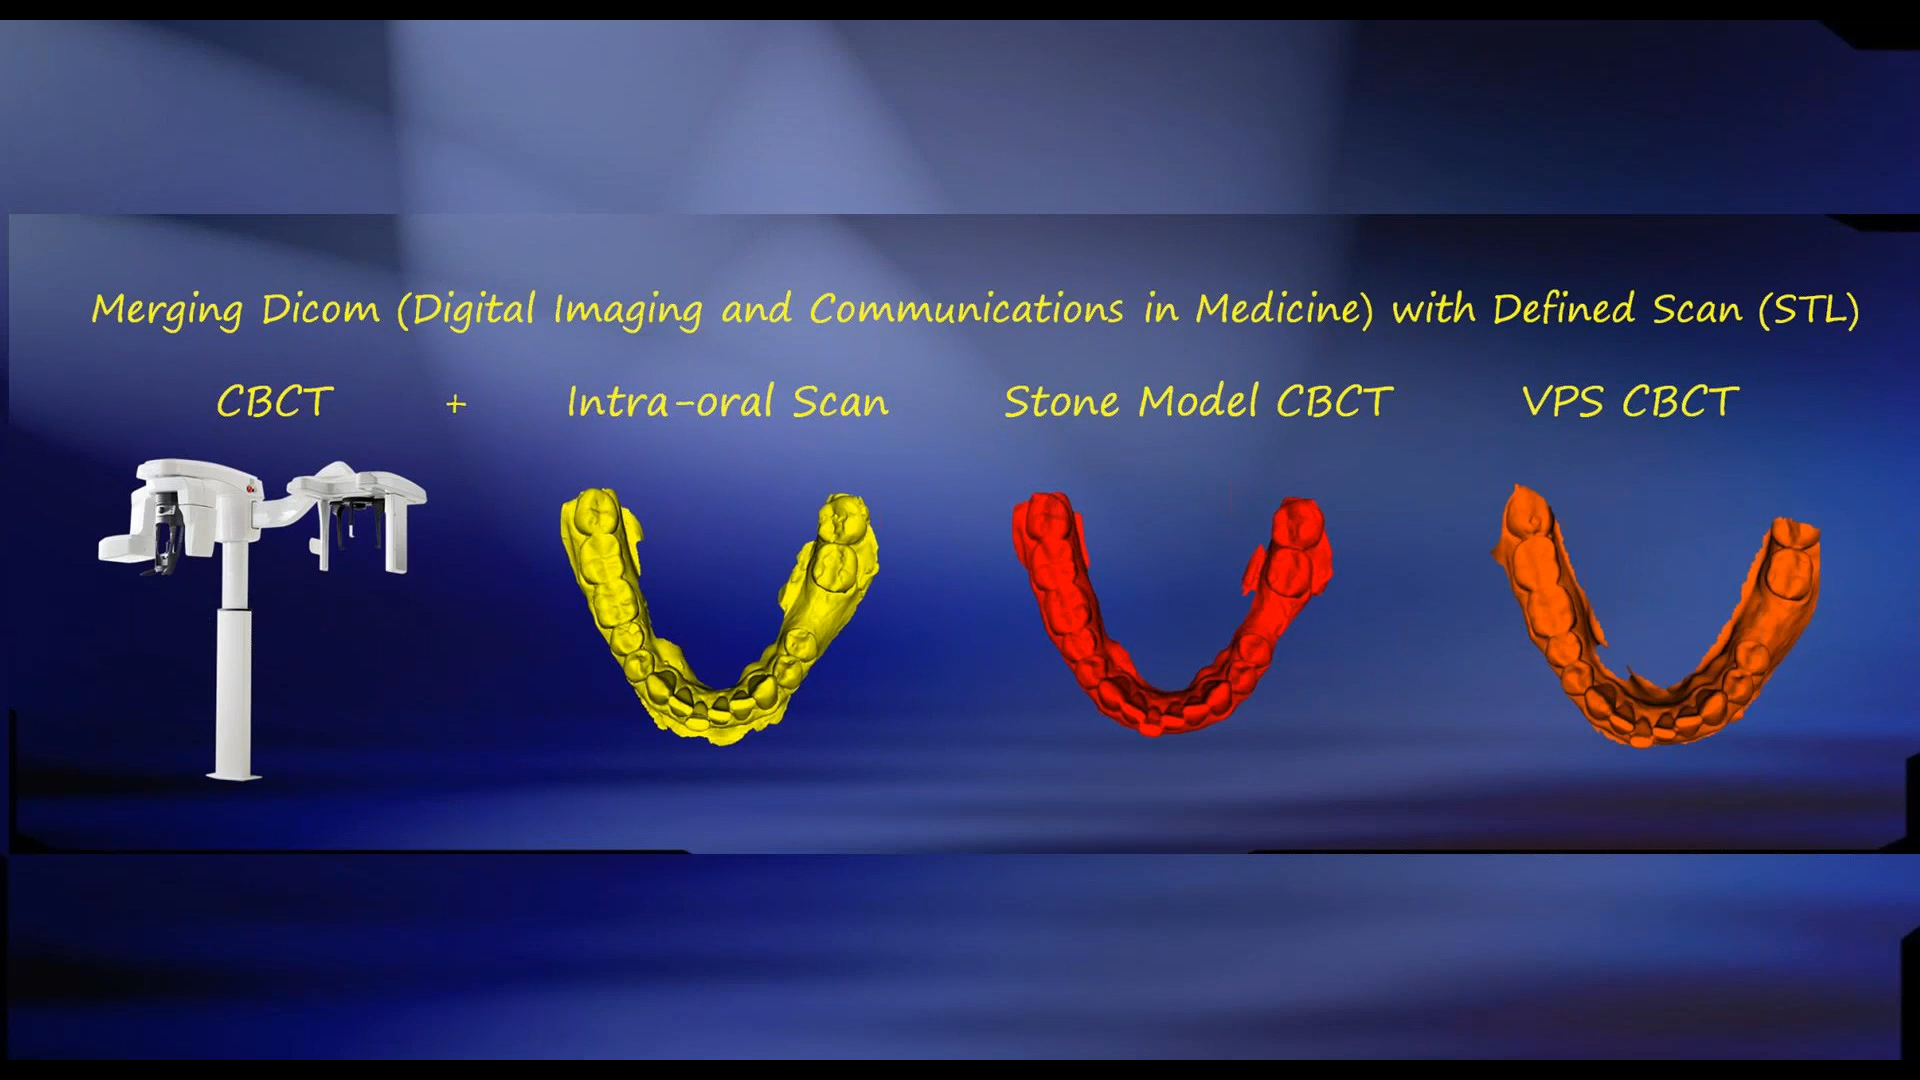 Merging Dicom (Digital Imaging and Communications in Medicine) with Defined Scan (STL)
CBCT + Intra-oral Scan Stone Model CBCT VPS CBCT